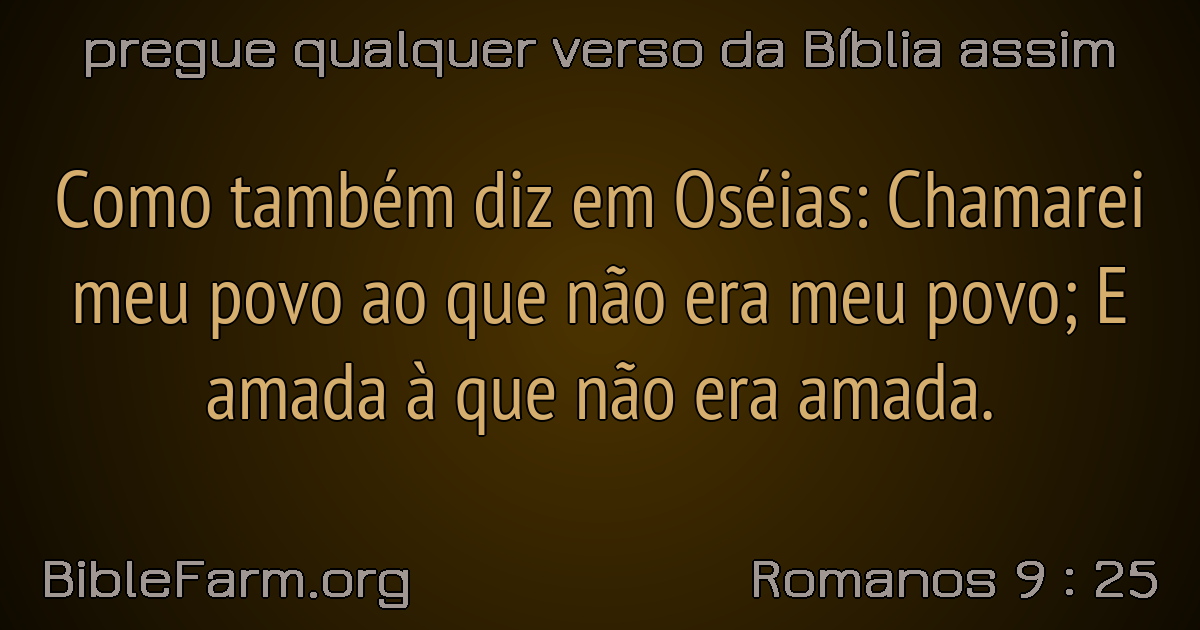 pregue qualquer verso da Bíblia assim
Como também diz em Oséias: Chamarei
meu povo ao que não era meu povo; E
amada à que não era amada.
BibleFarm.org
Romanos 9 : 25